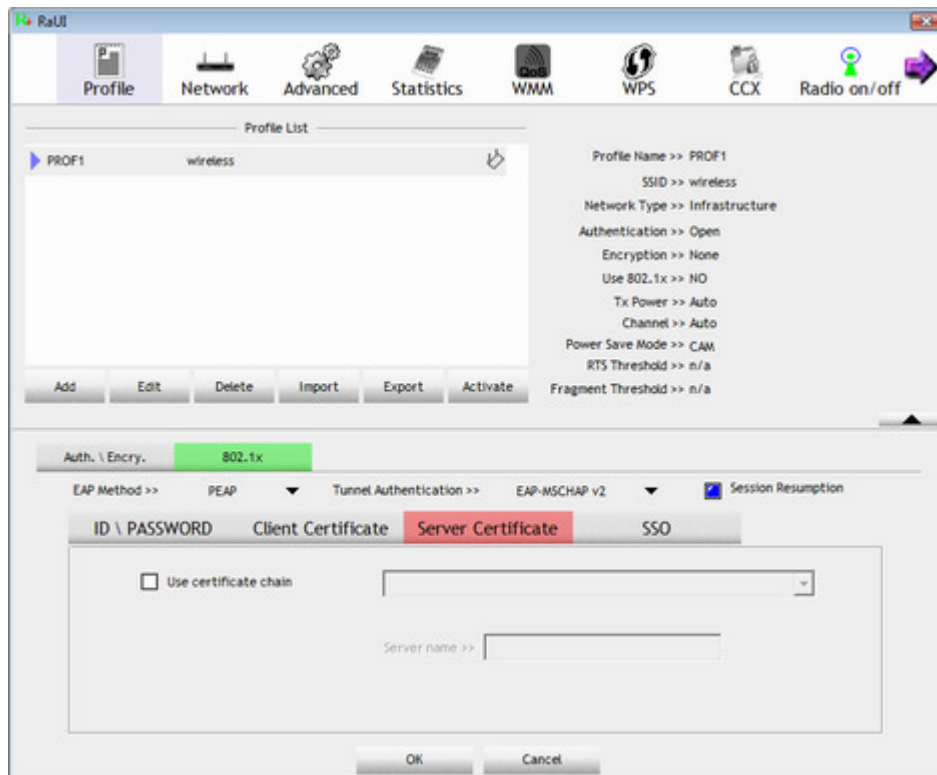 RaUI
Profile Network Advanced Statistics WMM WPS CCX Radio on/off
P
QoS
Profile List
PROF1 wireless
Profile Name >> PROF1
SSID >> wireless
Network Type >> Infrastructure
Authentication >> Open
Encryption >> None
Use 802.1x >> NO
Tx Power >> Auto
Channel >> Auto
Power Save Mode >> CAM
RTS Threshold >> n/a
Fragment Threshold >> n/a
Add Edit Delete Import Export Activate
Auth. \ Encry. 802.1x
EAP Method >> PEAP Tunnel Authentication >> EAP-MSCHAP v2 Session Resumption
ID \ PASSWORD Client Certificate Server Certificate SSO
Use certificate chain
Server name >>
OK Cancel